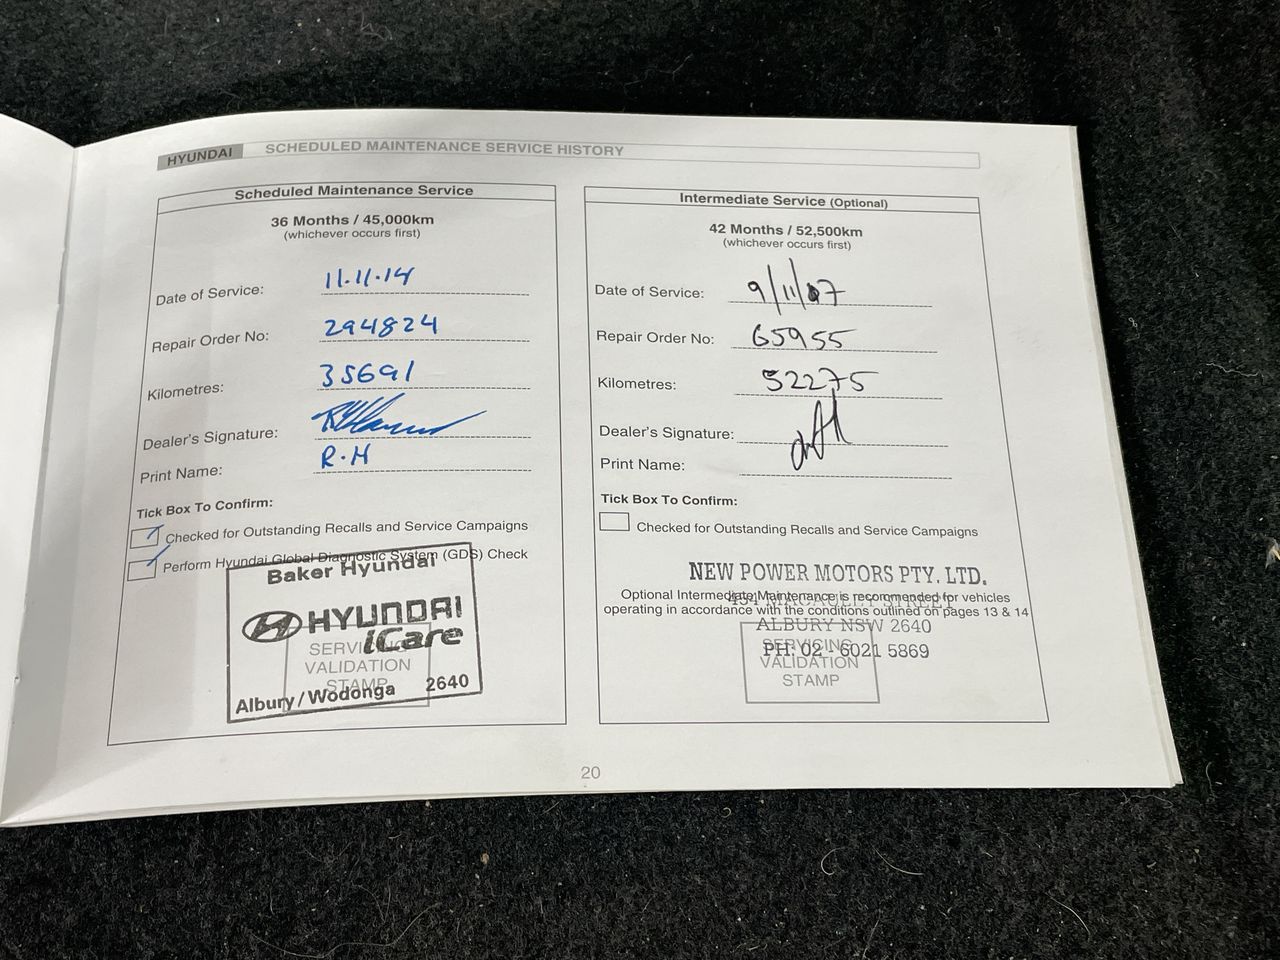 HYUNDAI SCHEDULED MAINTENANCE SERVICE HISTORY
Scheduled Maintenance Service
36 Months / 45,000km
(whichever occurs first)
Date of Service: 11.11.14
Repair Order No: 294824
Kilometres: 35691
Dealer's Signature:
Print Name: R.H
Tick Box To Confirm:
Checked for Outstanding Recalls and Service Campaigns
Perform Hyundai Global Diagnostic System (GDS) Check
Baker Hyundai
HYUNDAI
iCare
SERVICING
VALIDATION
STAMP
Albury/Wodonga 2640
Intermediate Service (Optional)
42 Months / 52,500km
(whichever occurs first)
Date of Service: 9/11/
Repair Order No: 65955
Kilometres: 52275
Dealer's Signature:
Print Name:
Tick Box To Confirm:
Checked for Outstanding Recalls and Service Campaigns
NEW POWER MOTORS PTY. LTD.
Optional Intermediate Maintenance is recommended for vehicles
STREET
operating in accordance with the conditions outlined on pages 13 & 14
ALBURY NSW 2640
SERVICING
PH: 02 - 6021 5869
VALIDATION
STAMP
20